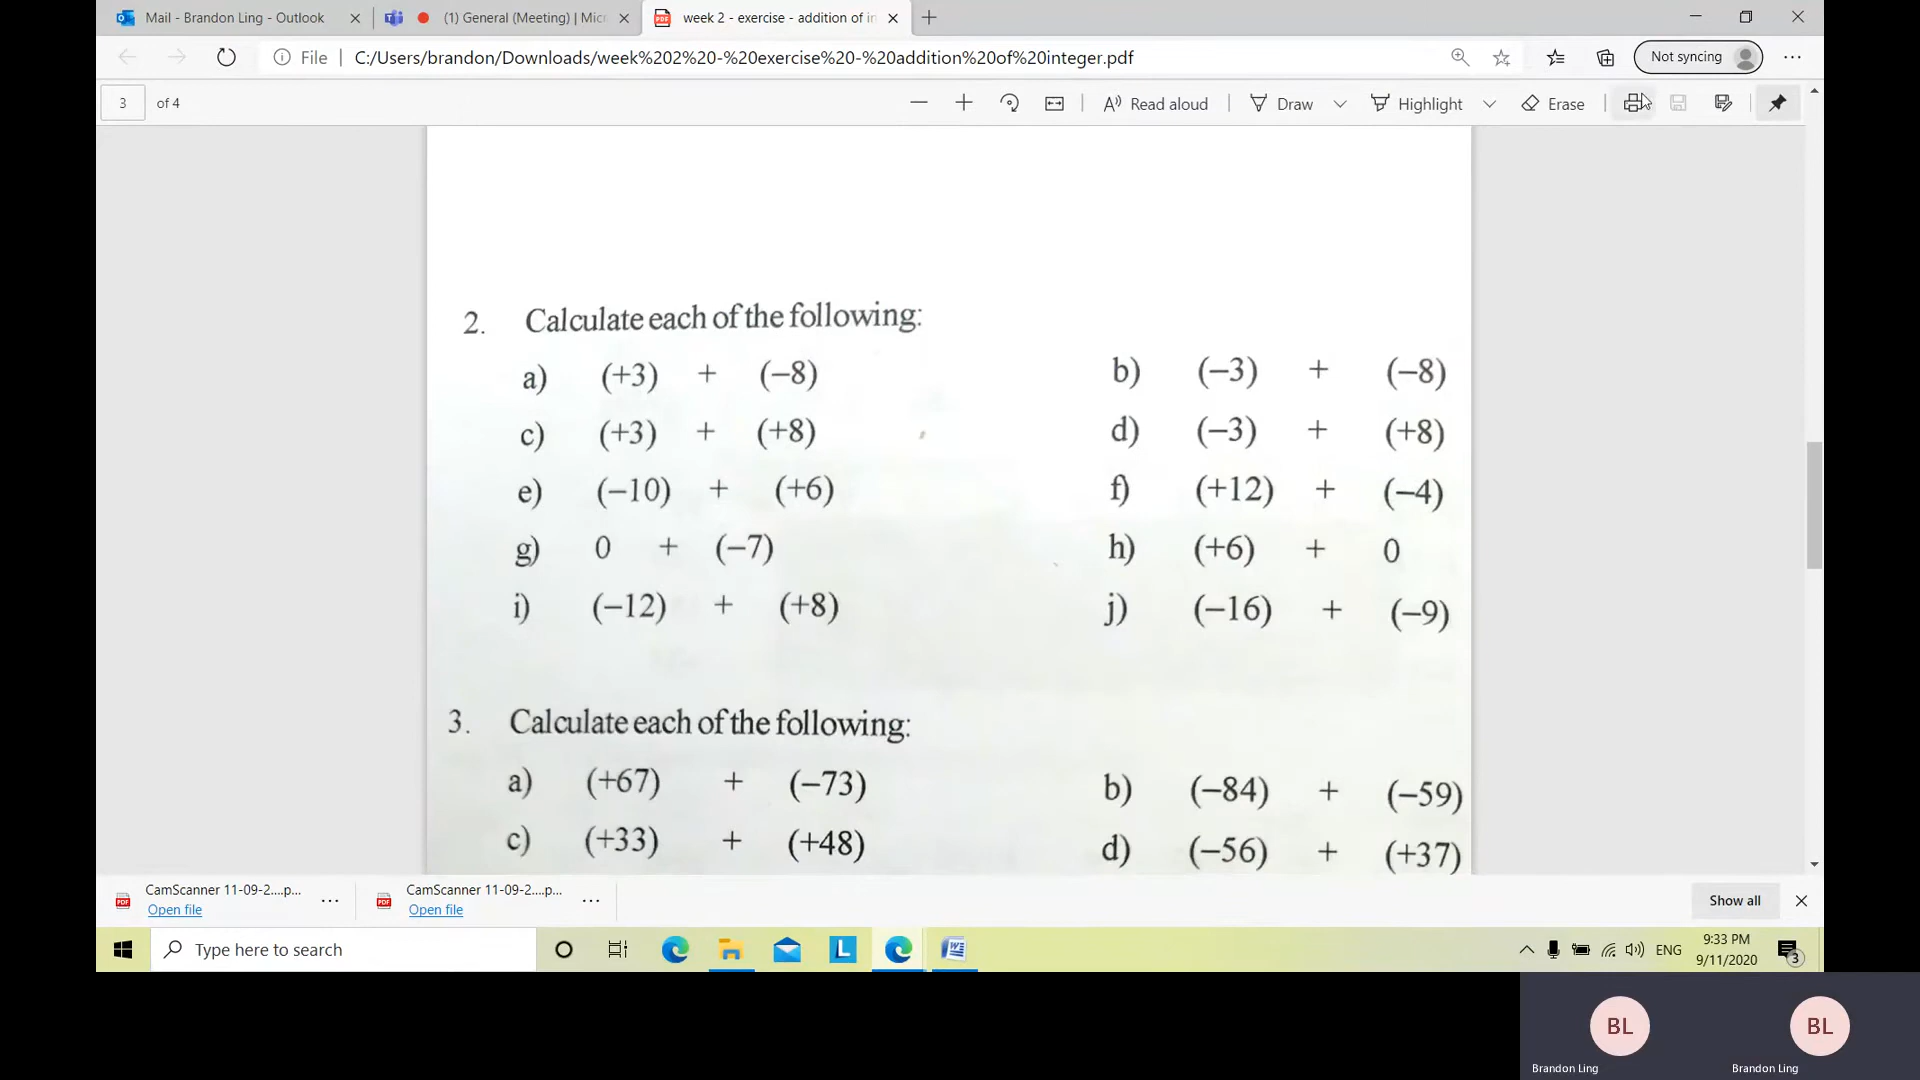 Mail - Brandon Ling - Outlook
(1) General (Meeting) | Micr
week 2 - exercise - addition of in
File | C:/Users/brandon/Downloads/week%202%20-%20exercise%20-%20addition%20of%20integer.pdf
Not syncing
3 of 4
Read aloud
Draw
Highlight
Erase
2. Calculate each of the following:
a) (+3) + (−8) b) (−3) + (−8)
c) (+3) + (+8) d) (−3) + (+8)
e) (−10) + (+6) f) (+12) + (−4)
g) 0 + (−7) h) (+6) + 0
i) (−12) + (+8) j) (−16) + (−9)
3. Calculate each of the following:
a) (+67) + (−73) b) (−84) + (−59)
c) (+33) + (+48) d) (−56) + (+37)
CamScanner 11-09-2....p...
Open file
CamScanner 11-09-2....p...
Open file
Show all
Type here to search
ENG
9:33 PM
9/11/2020
3
BL
Brandon Ling
BL
Brandon Ling